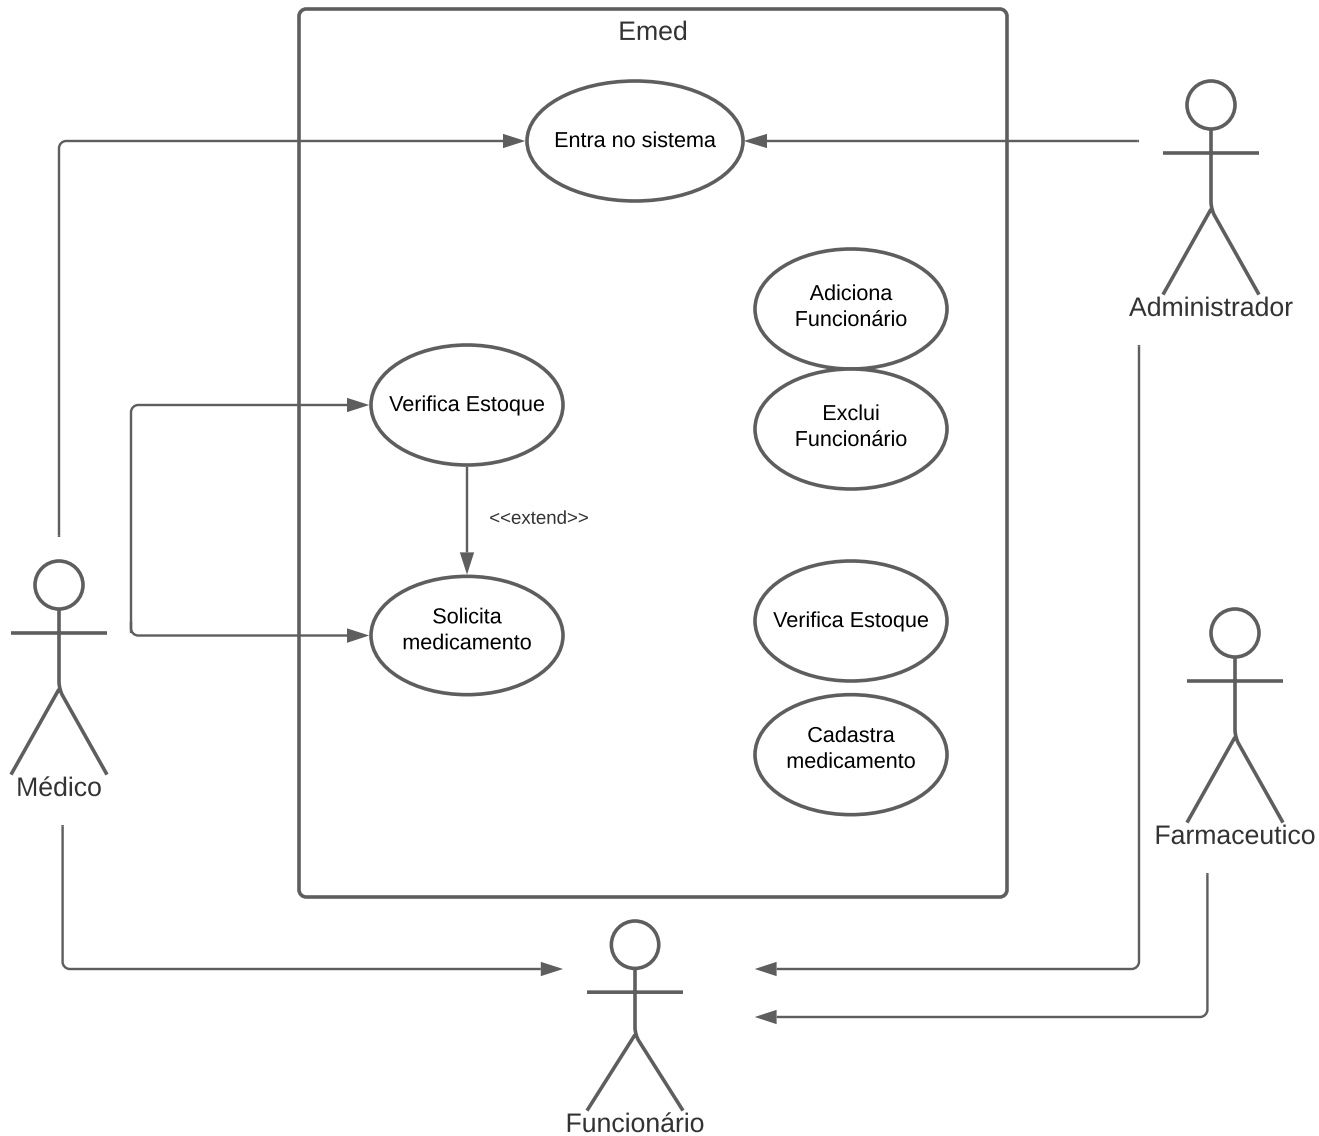 Emed
Entra no sistema
Administrador
Adiciona
Funcionário
Exclui
Funcionário
Verifica Estoque
<<extend>>
Solicita
medicamento
Verifica Estoque
Cadastra
medicamento
Médico
Farmaceutico
Funcionário